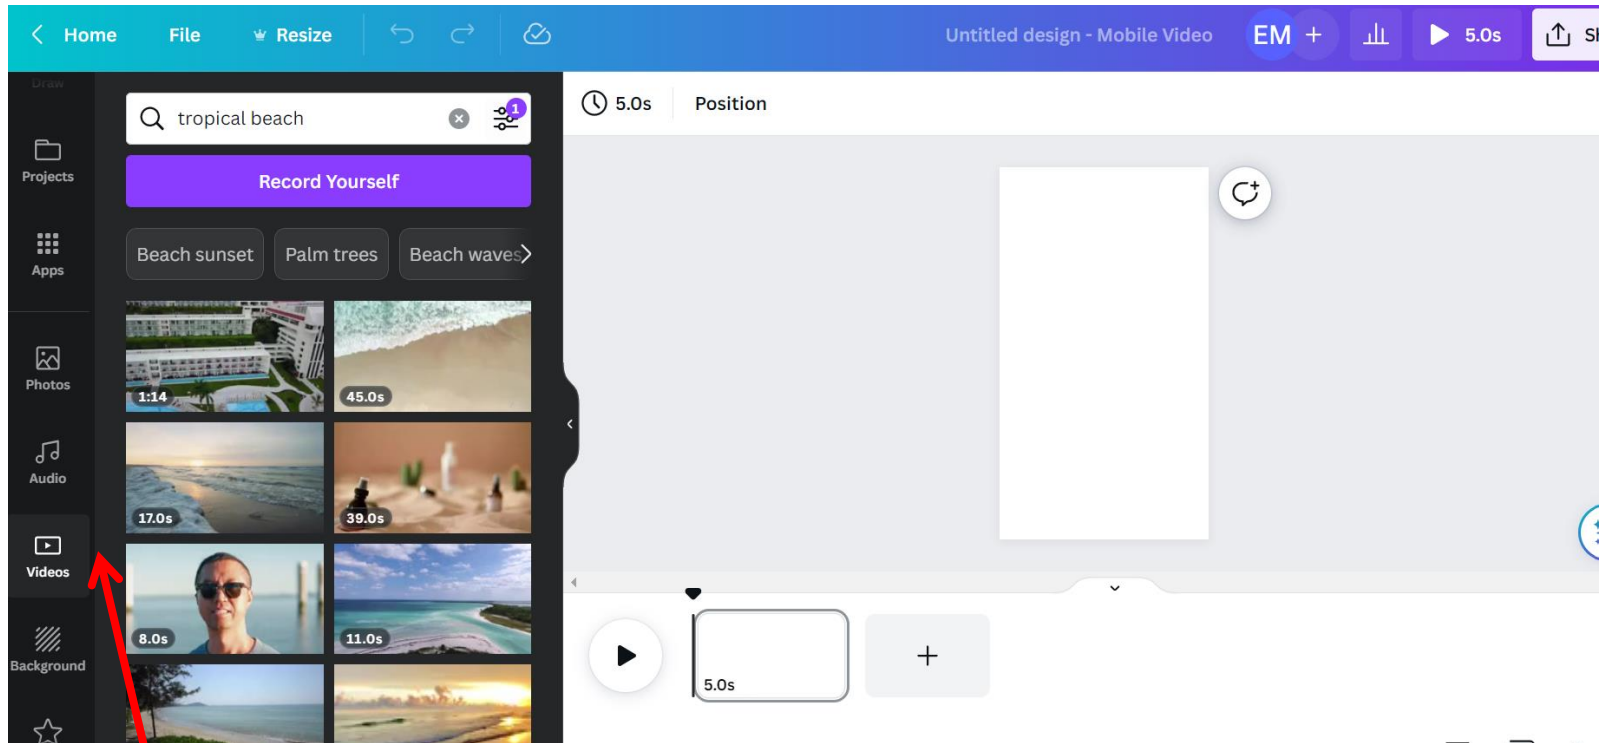 Home File Resize Untitled design - Mobile Video EM + 5.0s
Draw
tropical beach 1
5.0s Position
Projects
Record Yourself
Apps
Beach sunset Palm trees Beach waves
Photos
1:14 45.0s
Audio
17.0s 39.0s
Videos
8.0s 11.0s
Background
5.0s
+